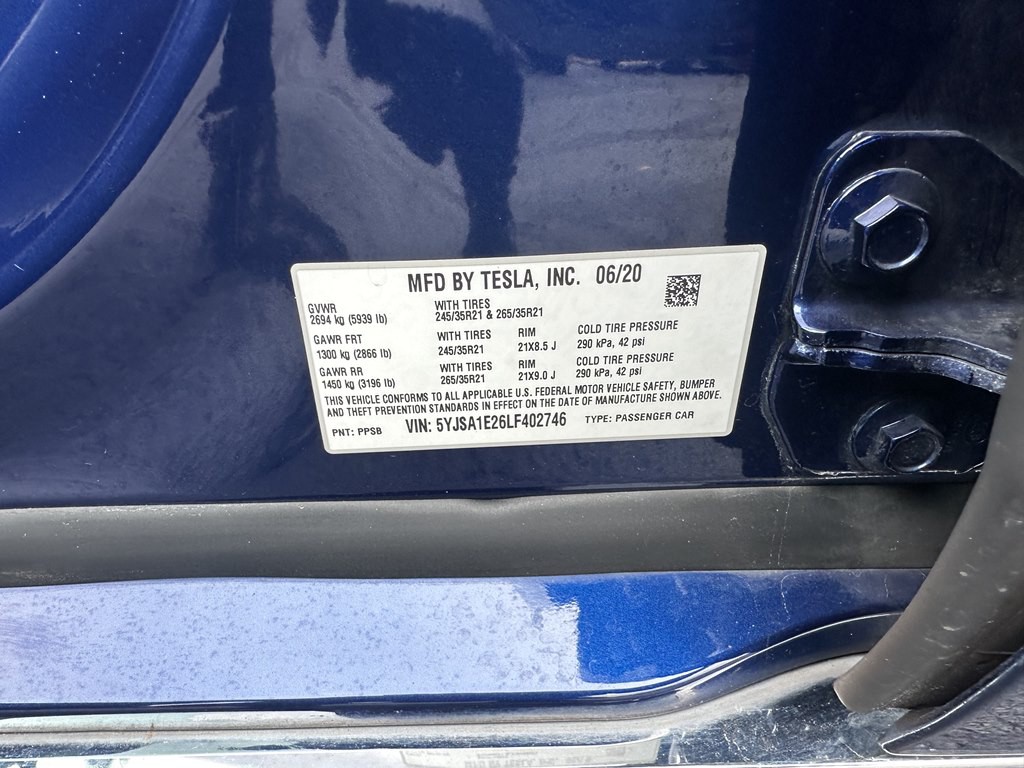 MFD BY TESLA, INC. 06/20
GVWR WITH TIRES
2694 kg (5939 lb) 245/35R21 & 265/35R21
GAWR FRT WITH TIRES RIM COLD TIRE PRESSURE
1300 kg (2866 lb) 245/35R21 21X8.5 J 290 kPa, 42 psi
GAWR RR WITH TIRES RIM COLD TIRE PRESSURE
1450 kg (3196 lb) 265/35R21 21X9.0 J 290 kPa, 42 psi
THIS VEHICLE CONFORMS TO ALL APPLICABLE U.S. FEDERAL MOTOR VEHICLE SAFETY, BUMPER
AND THEFT PREVENTION STANDARDS IN EFFECT ON THE DATE OF MANUFACTURE SHOWN ABOVE.
PNT: PPSB VIN: 5YJSA1E26LF402746 TYPE: PASSENGER CAR